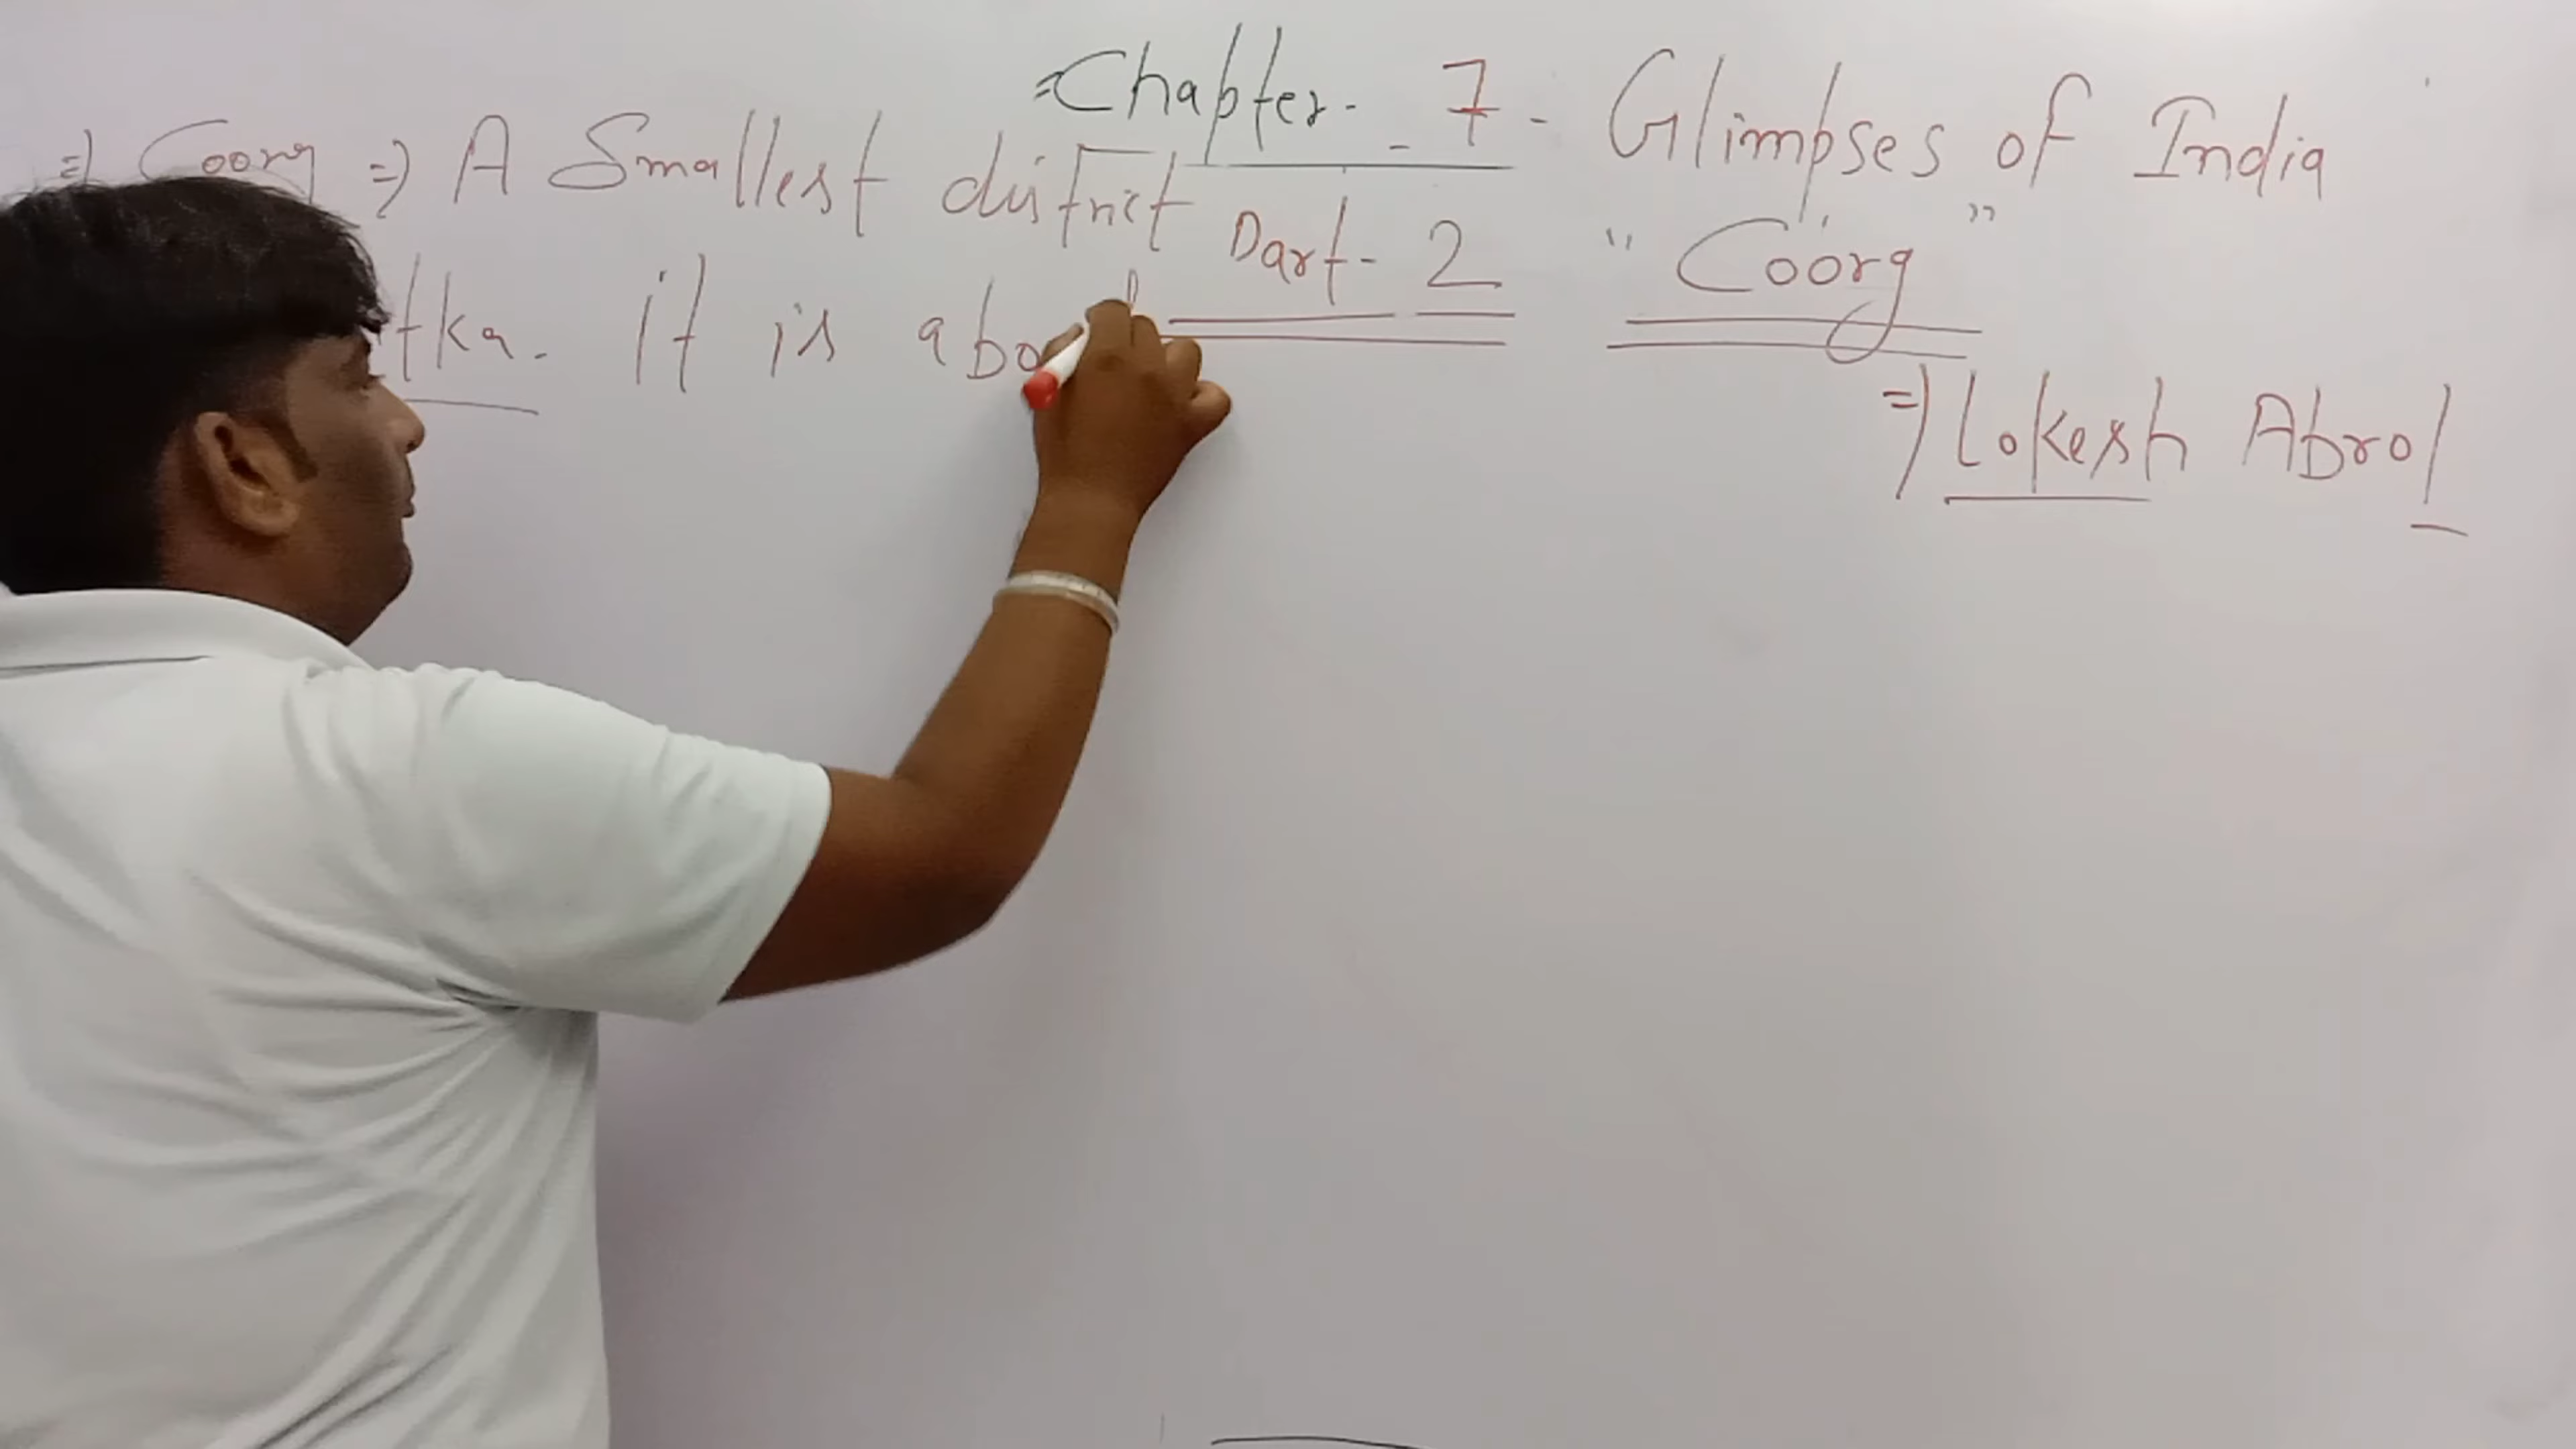 => Chapter - 7 - Glimpses of India
Part - 2 "Coorg"
=> Lokesh Abrol
=> Coorg => A Smallest district
tka. it is abo